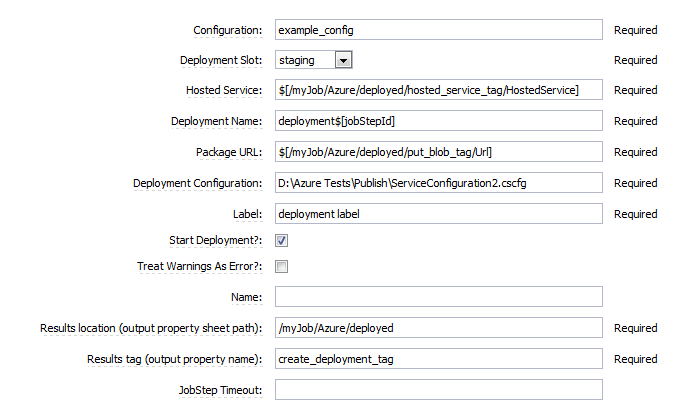 Configuration: example_config Required
Deployment Slot: staging Required
Hosted Service: $[/myJob/Azure/deployed/hosted_service_tag/HostedService] Required
Deployment Name: deployment$[jobStepId] Required
Package URL: $[/myJob/Azure/deployed/put_blob_tag/Url] Required
Deployment Configuration: D:\Azure Tests\Publish\ServiceConfiguration2.cscfg Required
Label: deployment label Required
Start Deployment?:
Treat Warnings As Error?:
Name:
Results location (output property sheet path): /myJob/Azure/deployed Required
Results tag (output property name): create_deployment_tag Required
JobStep Timeout: